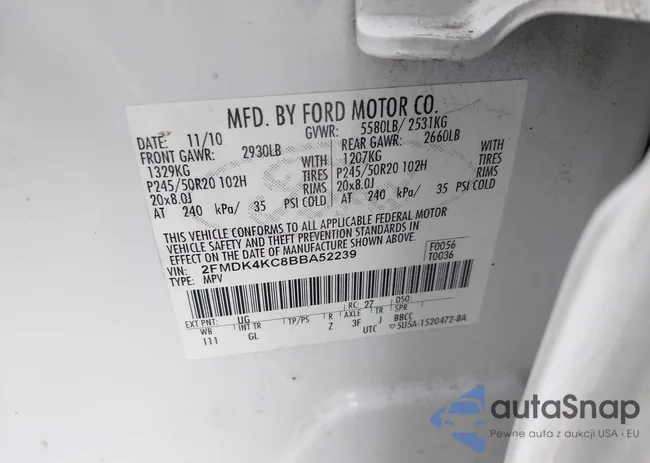 MFD. BY FORD MOTOR CO.
DATE: 11/10 GVWR: 5580LB/ 2531KG
FRONT GAWR: 2930LB REAR GAWR: 2660LB
1329KG 1207KG
P245/50R20 102H TIRES P245/50R20 102H TIRES
20x8.0J RIMS 20x8.0J RIMS
AT 240 kPa/ 35 PSI COLD AT 240 kPa/ 35 PSI COLD
THIS VEHICLE CONFORMS TO ALL APPLICABLE FEDERAL MOTOR
VEHICLE SAFETY AND THEFT PREVENTION STANDARDS IN
EFFECT ON THE DATE OF MANUFACTURE SHOWN ABOVE.
VIN: 2FMDK4KC8BBA52239 F0056
TYPE: MPV T0036
RC: 27 DSO:
EXT PNT: UG
WB INT TR TP/PS R AXLE TR SPR
111 GL Z 3F J BBCC
UTC 5U5A-1520472-BA
autaSnap
Pewne auta z aukcji USA i EU